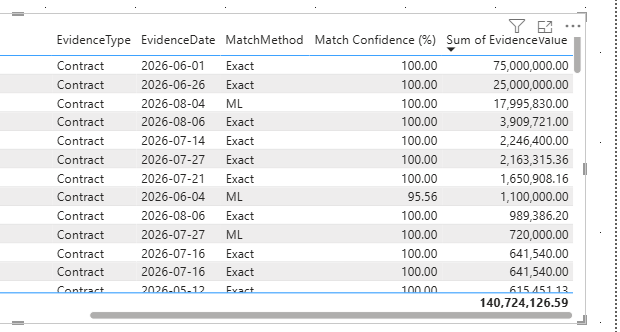 EvidenceType EvidenceDate MatchMethod Match Confidence (%) Sum of EvidenceValue
Contract 2026-06-01 Exact 100.00 75,000,000.00
Contract 2026-06-26 Exact 100.00 25,000,000.00
Contract 2026-08-04 ML 100.00 17,995,830.00
Contract 2026-08-06 Exact 100.00 3,909,721.00
Contract 2026-07-14 Exact 100.00 2,246,400.00
Contract 2026-07-27 Exact 100.00 2,163,315.36
Contract 2026-07-21 Exact 100.00 1,650,908.16
Contract 2026-06-04 ML 95.56 1,100,000.00
Contract 2026-08-06 Exact 100.00 989,386.20
Contract 2026-07-27 ML 100.00 720,000.00
Contract 2026-07-16 Exact 100.00 641,540.00
Contract 2026-07-16 Exact 100.00 641,540.00
Contract 2026-05-12 Exact 100.00 615,451.13
140,724,126.59